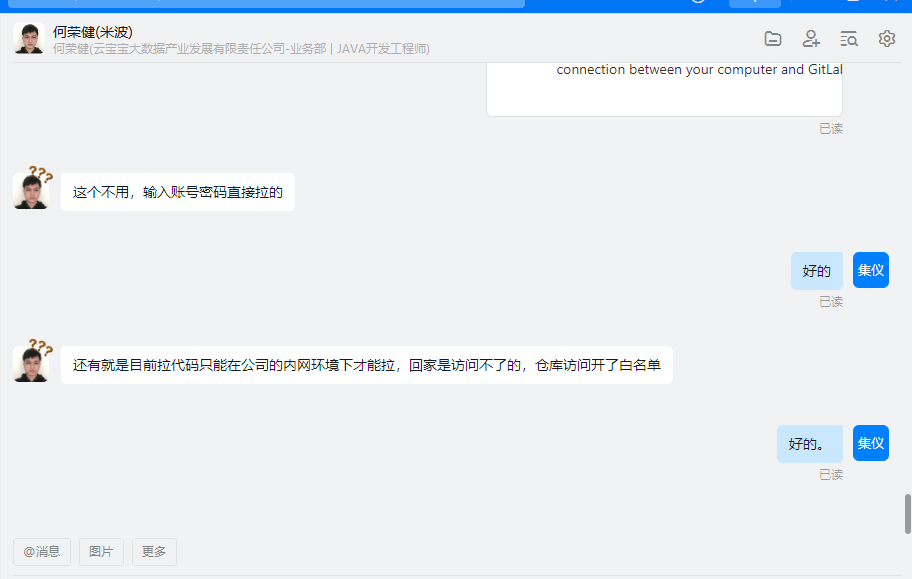 何荣健(米波)
何荣健(云宝宝大数据产业发展有限责任公司-业务部 | JAVA开发工程师)
connection between your computer and GitLab
已读
???
这个不用，输入账号密码直接拉的
好的
集仪
已读
???
还有就是目前拉代码只能在公司的内网环境下才能拉，回家是访问不了的，仓库访问开了白名单
好的。
集仪
已读
@消息
图片
更多